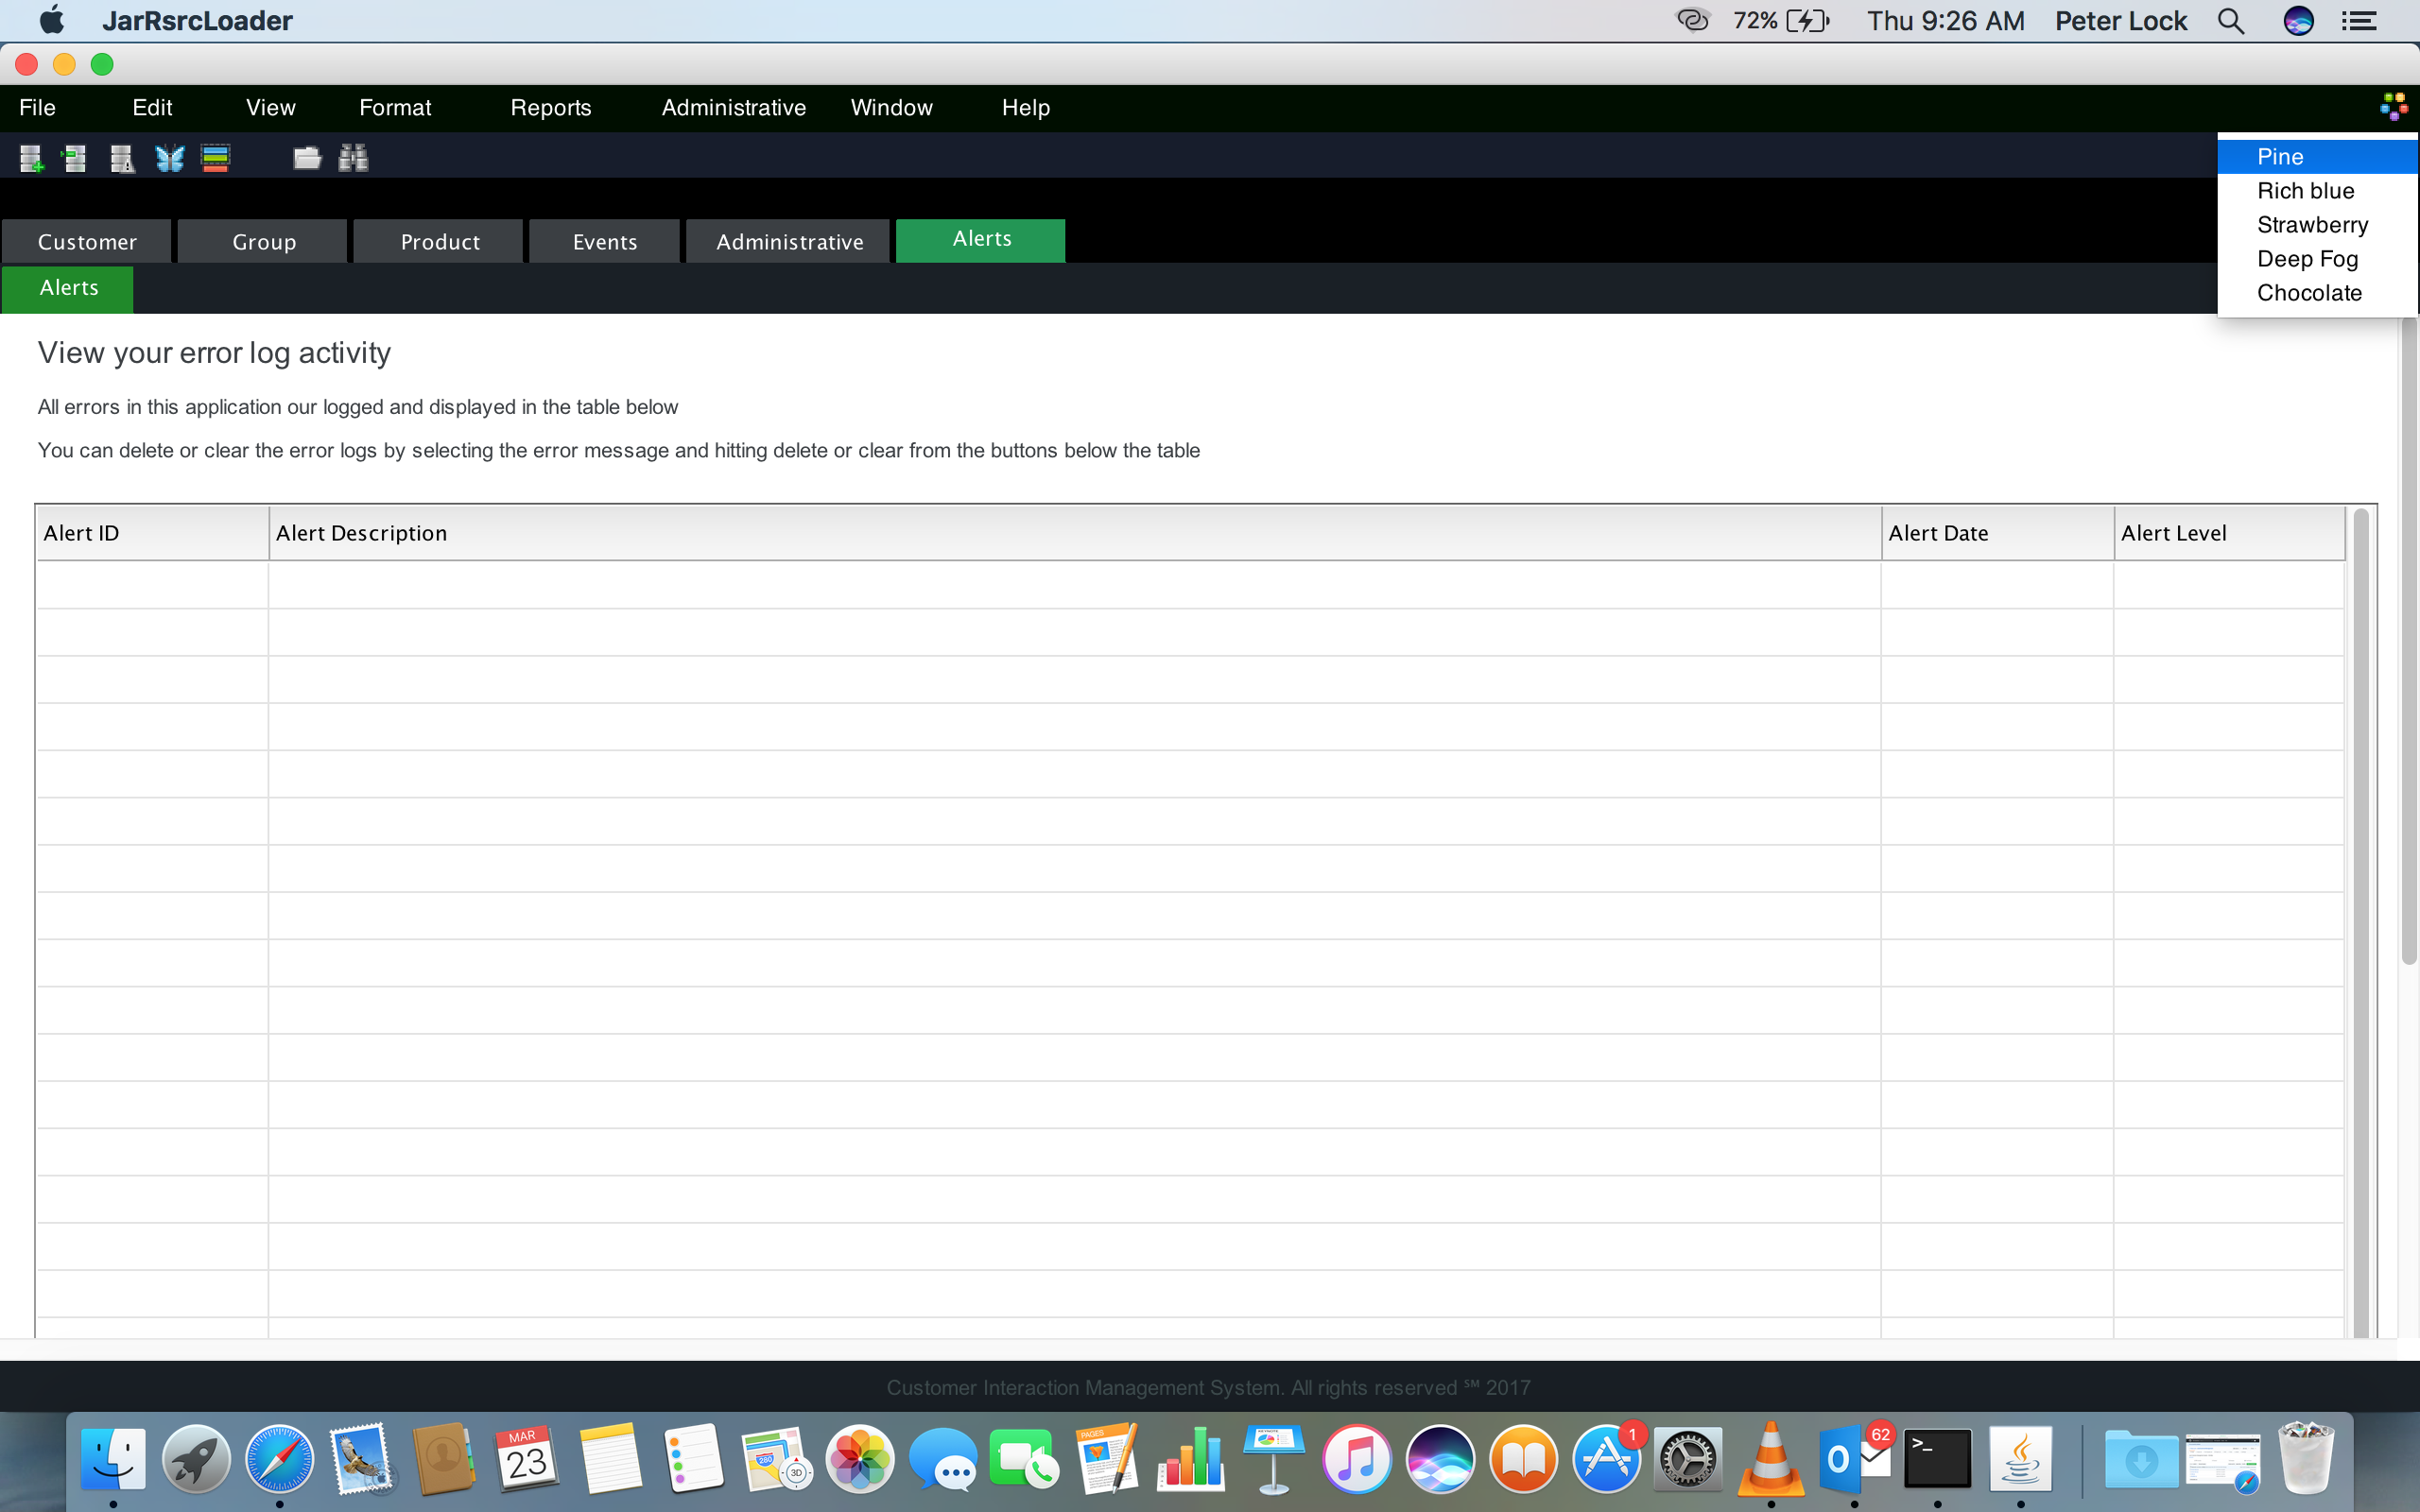 JarRsrcLoader 72% Thu 9:26 AM Peter Lock
File Edit View Format Reports Administrative Window Help
Pine
Rich blue
Strawberry
Deep Fog
Chocolate
Customer Group Product Events Administrative Alerts
Alerts
View your error log activity
All errors in this application our logged and displayed in the table below
You can delete or clear the error logs by selecting the error message and hitting delete or clear from the buttons below the table
Alert ID Alert Description Alert Date Alert Level
Customer Interaction Management System. All rights reserved ℠ 2017
MAR
23
280
3D
PAGES
1
O
62
>_